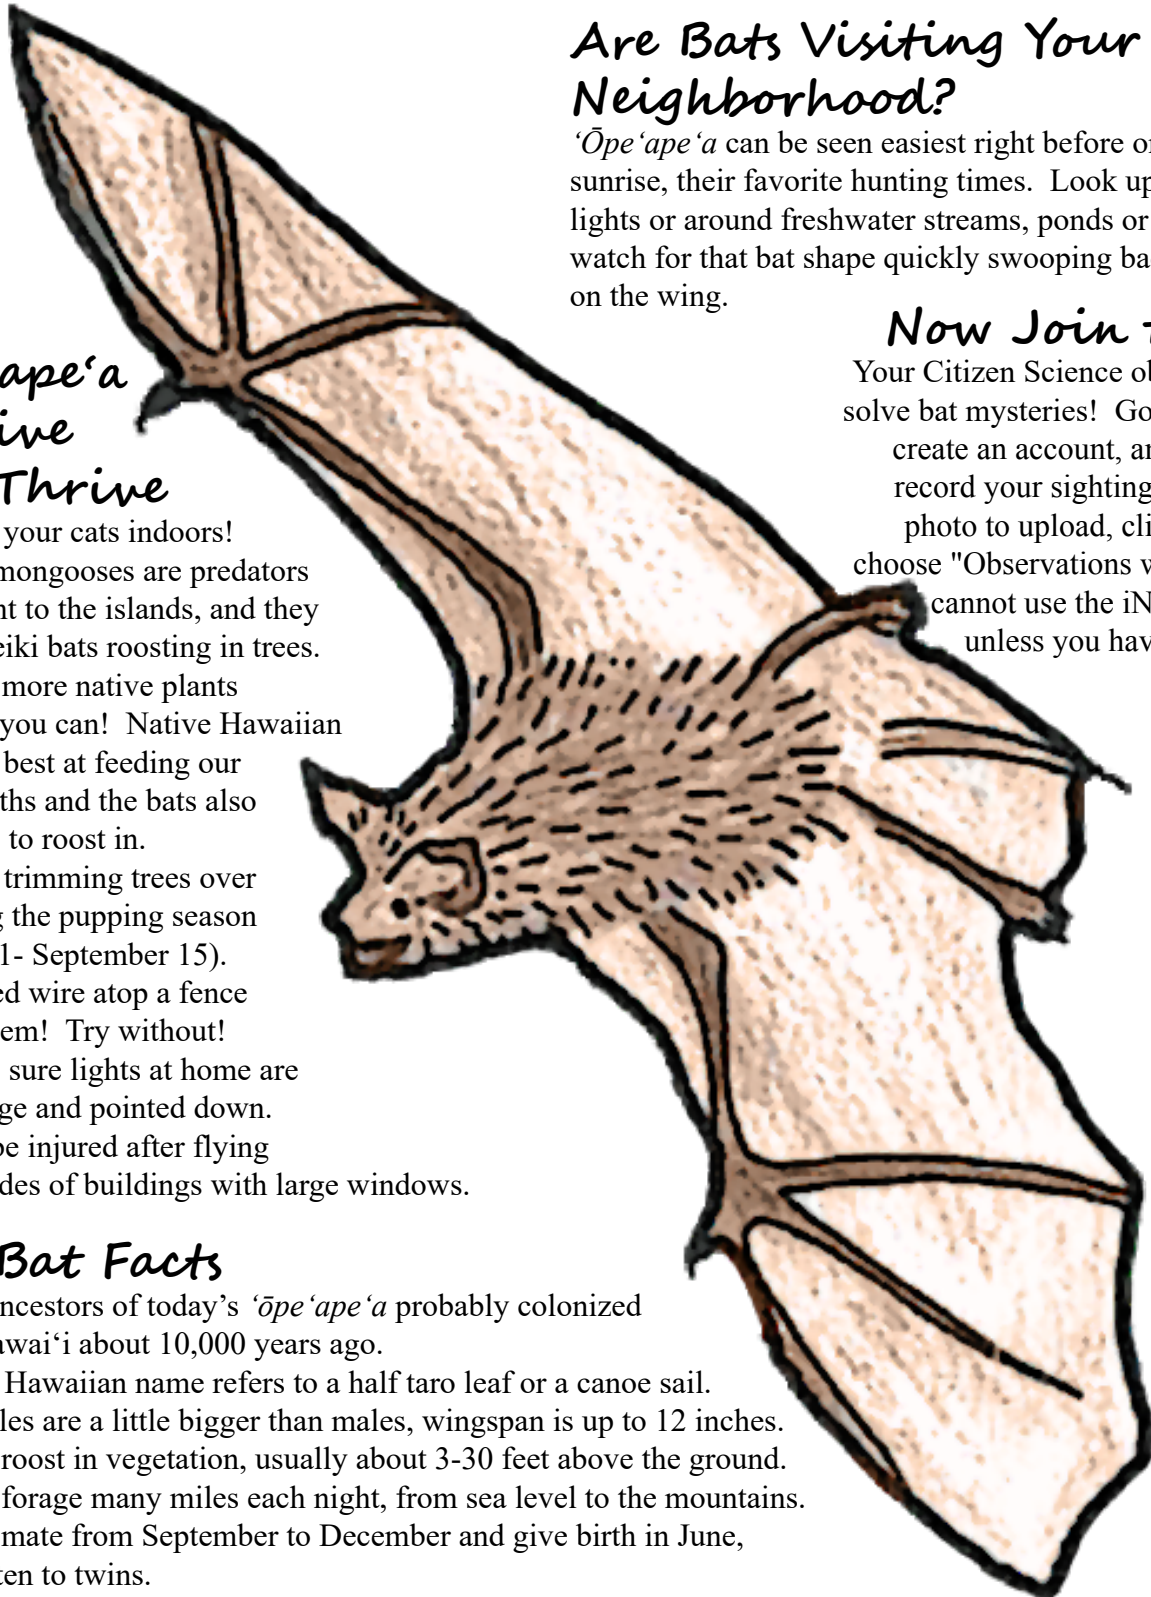 Are Bats Visiting Your
Neighborhood?
ʻŌpeʻapeʻa can be seen easiest right before or
sunrise, their favorite hunting times.  Look up
lights or around freshwater streams, ponds or
watch for that bat shape quickly swooping ba
on the wing.
Now Join t
Your Citizen Science ob
solve bat mysteries!  Go
create an account, an
record your sighting
photo to upload, cli
choose "Observations w
cannot use the iN
unless you hav
apeʻa
ive
Thrive
your cats indoors!
mongooses are predators
nt to the islands, and they
eiki bats roosting in trees.
more native plants
you can!  Native Hawaiian
best at feeding our
ths and the bats also
to roost in.
trimming trees over
g the pupping season
1- September 15).
ed wire atop a fence
em!  Try without!
sure lights at home are
ge and pointed down.
be injured after flying
des of buildings with large windows.
Bat Facts
ncestors of today’s ʻōpeʻapeʻa probably colonized
awaiʻi about 10,000 years ago.
Hawaiian name refers to a half taro leaf or a canoe sail.
les are a little bigger than males, wingspan is up to 12 inches.
roost in vegetation, usually about 3-30 feet above the ground.
forage many miles each night, from sea level to the mountains.
mate from September to December and give birth in June,
ten to twins.